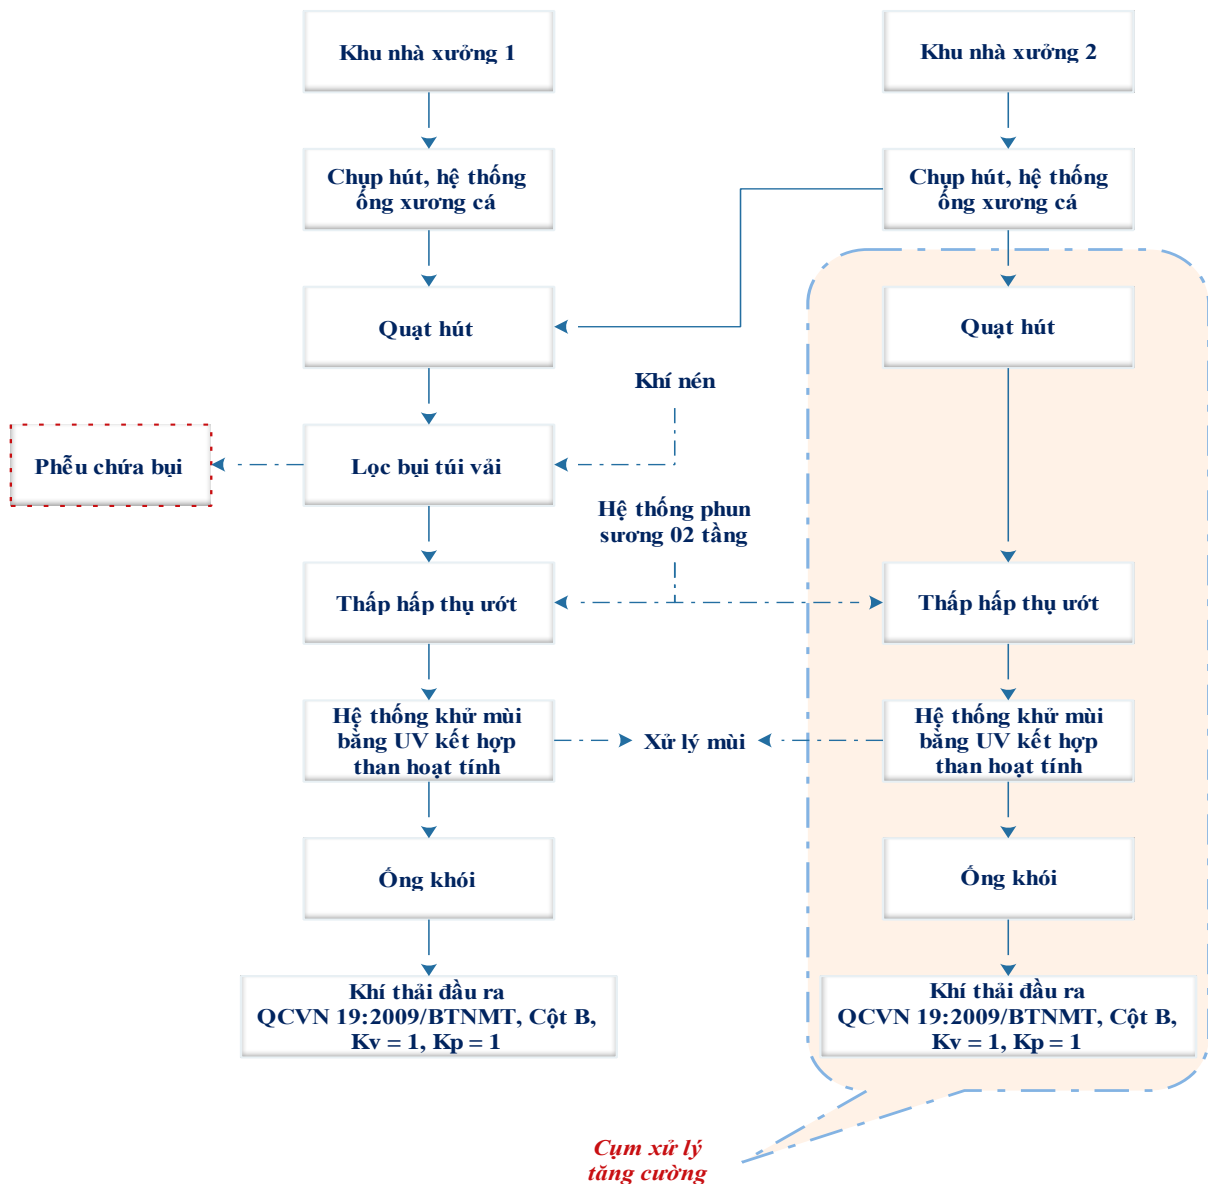 Khu nhà xưởng 1
Khu nhà xưởng 2
Chụp hút, hệ thống
ống xương cá
Chụp hút, hệ thống
ống xương cá
Quạt hút
Quạt hút
Khí nén
Phễu chứa bụi
Lọc bụi túi vải
Hệ thống phun
sương 02 tầng
Thấp hấp thụ ướt
Thấp hấp thụ ướt
Hệ thống khử mùi
bằng UV kết hợp
than hoạt tính
Xử lý mùi
Hệ thống khử mùi
bằng UV kết hợp
than hoạt tính
Ống khói
Ống khói
Khí thải đầu ra
QCVN 19:2009/BTNMT, Cột B,
Kv = 1, Kp = 1
Khí thải đầu ra
QCVN 19:2009/BTNMT, Cột B,
Kv = 1, Kp = 1
Cụm xử lý
tăng cường